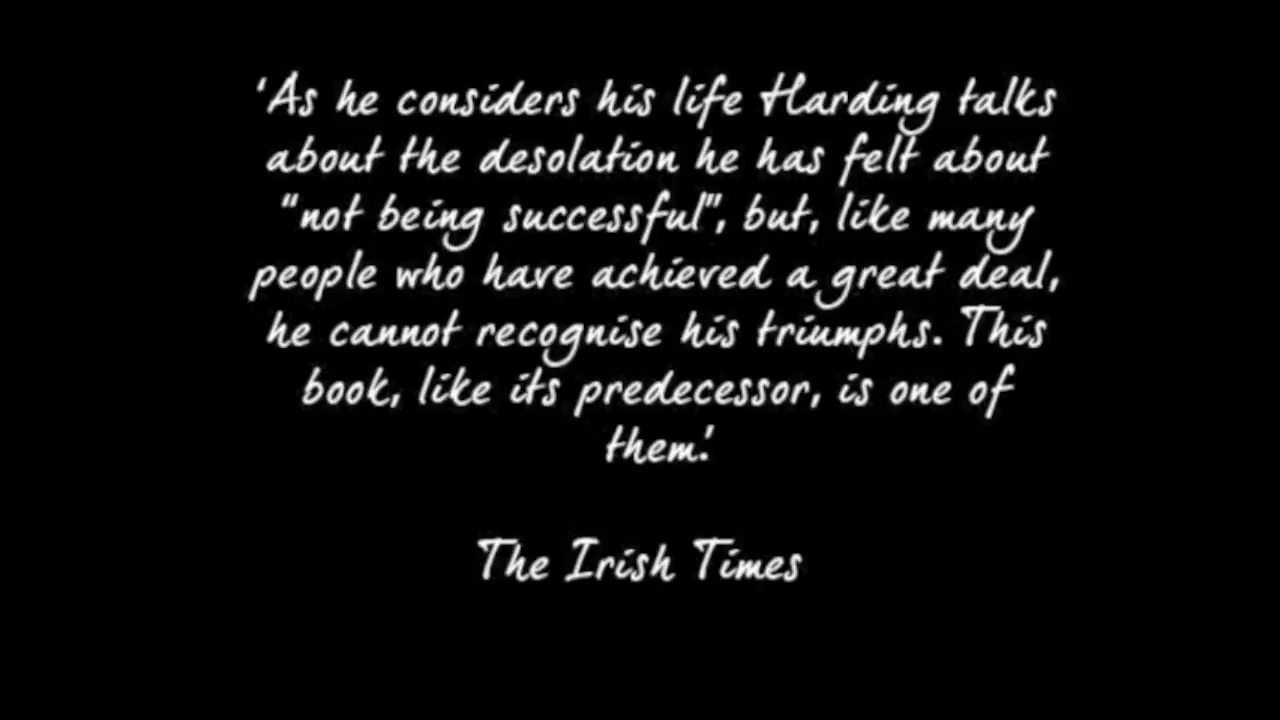 'As he considers his life Harding talks
about the desolation he has felt about
"not being successful", but, like many
people who have achieved a great deal,
he cannot recognise his triumphs. This
book, like its predecessor, is one of
them.'
The Irish Times